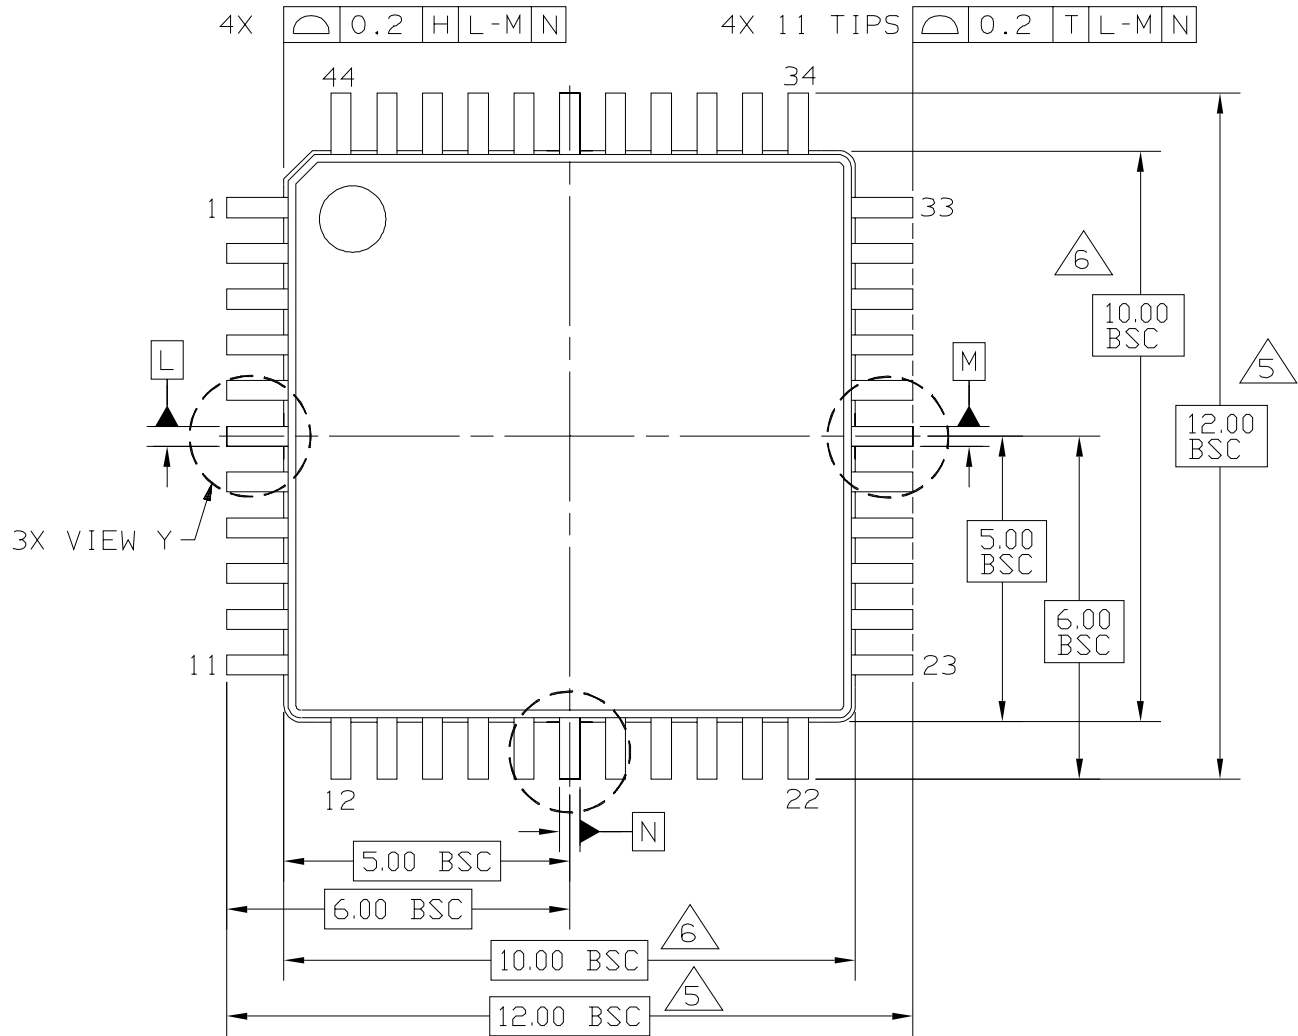 4X 0.2 H L-M N
4X 11 TIPS 0.2 T L-M N
44
34
1
33
6
10.00
BSC
5
L
M
12.00
BSC
3X VIEW Y
5.00
BSC
6.00
BSC
11
23
12
22
N
5.00 BSC
6.00 BSC
6
10.00 BSC
5
12.00 BSC